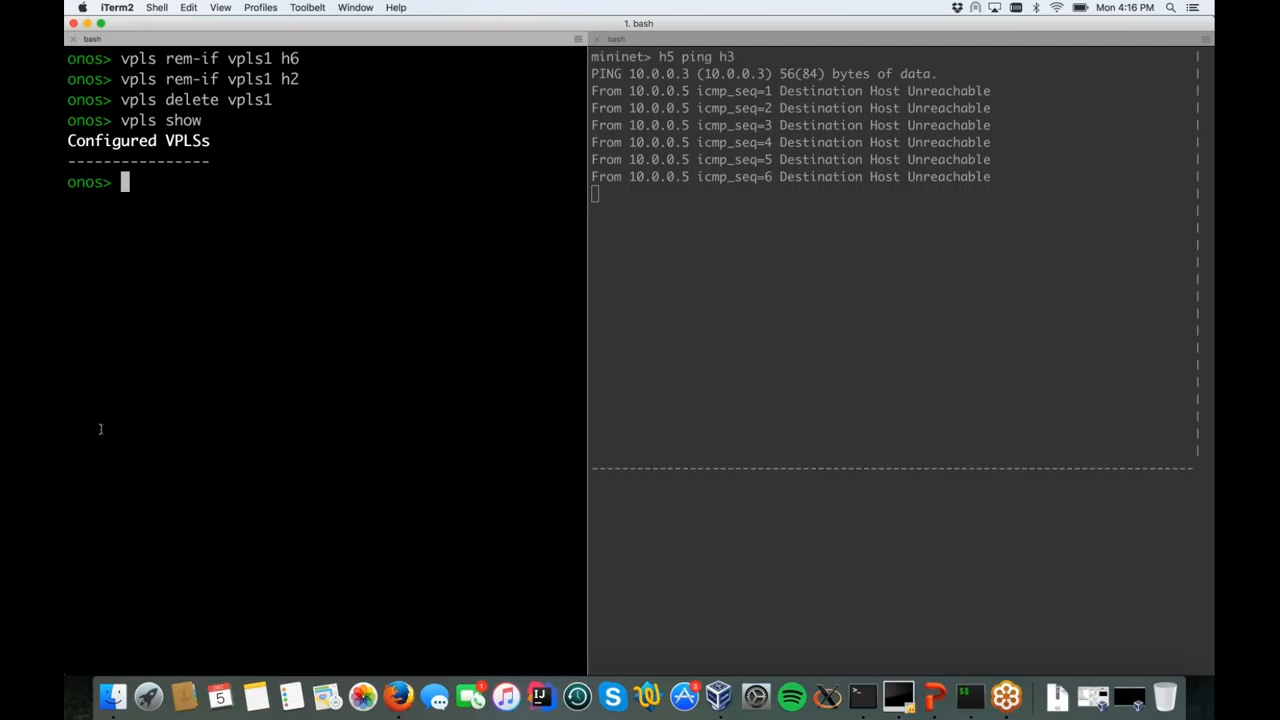 iTerm2 Shell Edit View Profiles Toolbelt Window Help Mon 4:16 PM
1. bash
bash
bash
onos> vpls rem-if vpls1 h6
onos> vpls rem-if vpls1 h2
onos> vpls delete vpls1
onos> vpls show
Configured VPLSs
----------------
onos>
mininet> h5 ping h3
PING 10.0.0.3 (10.0.0.3) 56(84) bytes of data.
From 10.0.0.5 icmp_seq=1 Destination Host Unreachable
From 10.0.0.5 icmp_seq=2 Destination Host Unreachable
From 10.0.0.5 icmp_seq=3 Destination Host Unreachable
From 10.0.0.5 icmp_seq=4 Destination Host Unreachable
From 10.0.0.5 icmp_seq=5 Destination Host Unreachable
From 10.0.0.5 icmp_seq=6 Destination Host Unreachable
DEC
5
1
IJ
3
$$